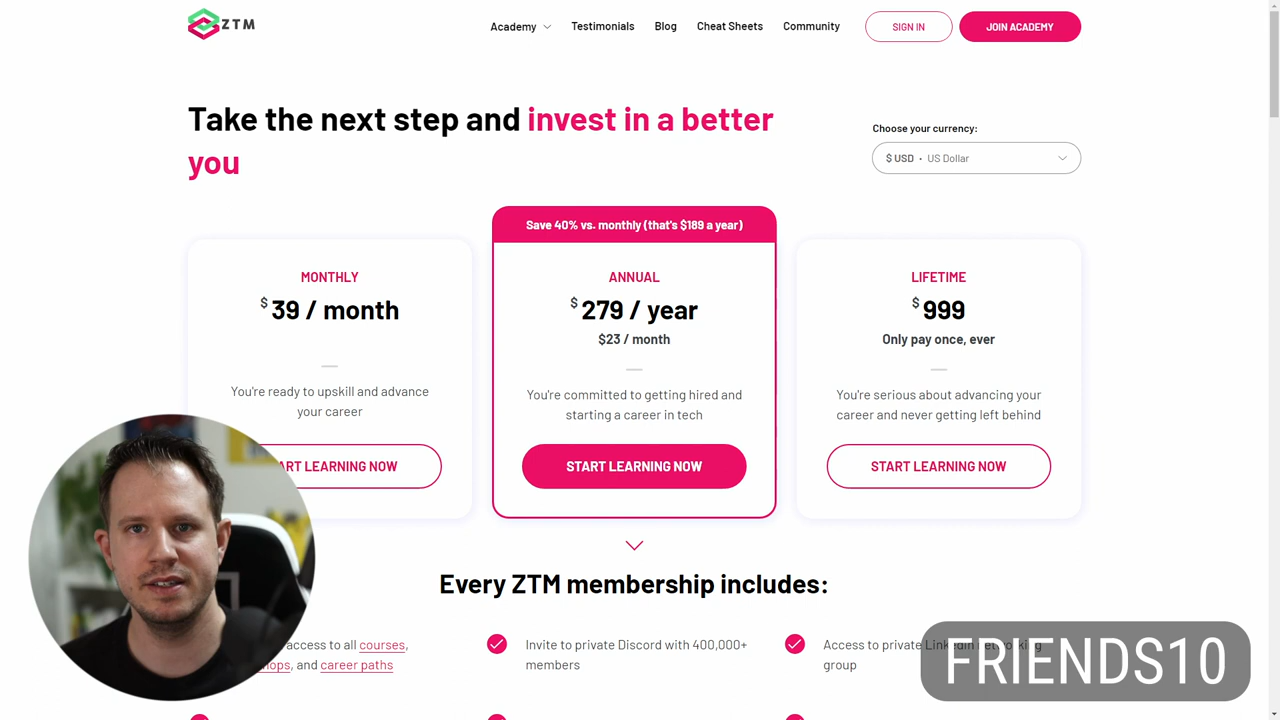 ZTM
Academy
Testimonials
Blog
Cheat Sheets
Community
SIGN IN
JOIN ACADEMY
Take the next step and invest in a better
you
Choose your currency:
$ USD • US Dollar
Save 40% vs. monthly (that's $189 a year)
MONTHLY
$ 39 / month
You're ready to upskill and advance
your career
START LEARNING NOW
ANNUAL
$ 279 / year
$23 / month
You're committed to getting hired and
starting a career in tech
START LEARNING NOW
LIFETIME
$ 999
Only pay once, ever
You're serious about advancing your
career and never getting left behind
START LEARNING NOW
Every ZTM membership includes:
access to all courses,
and career paths
Invite to private Discord with 400,000+
members
Access to private LinkedIn networking
group
FRIENDS10